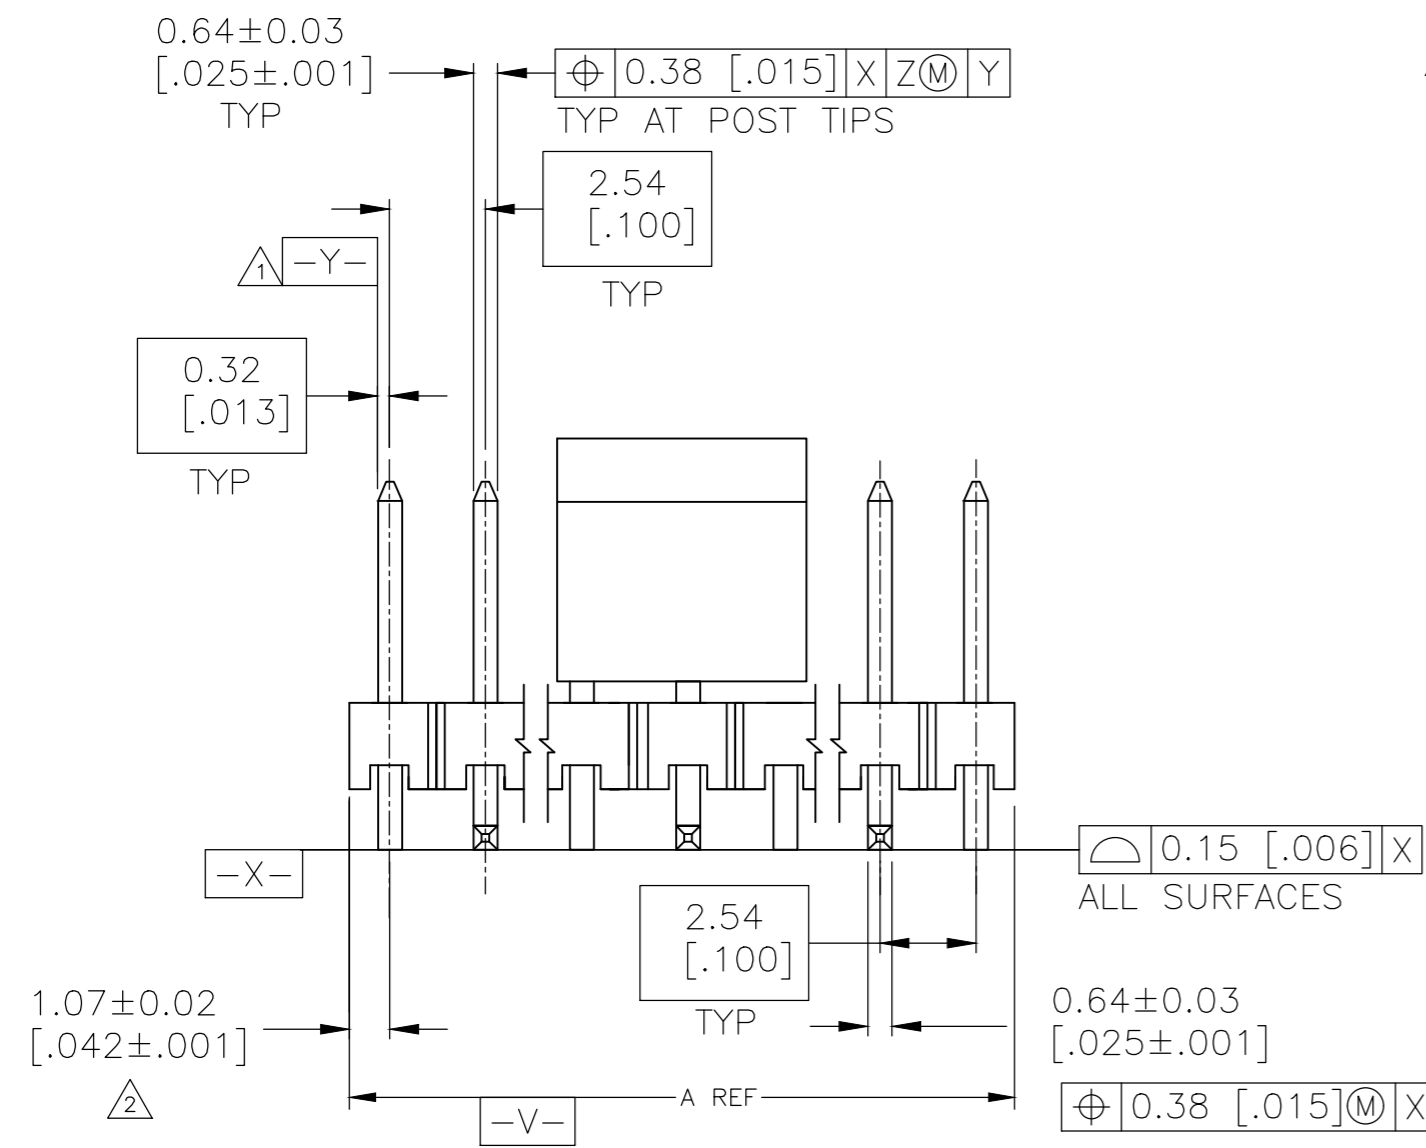 0.64±0.03
[.025±.001]
TYP
⌖ 0.38 [.015] X ZⓂ Y
TYP AT POST TIPS
2.54
[.100]
TYP
1 -Y-
0.32
[.013]
TYP
-X-
⌓ 0.15 [.006] X
ALL SURFACES
2.54
[.100]
TYP
1.07±0.02
[.042±.001]
2
0.64±0.03
[.025±.001]
A REF
-V-
⌖ 0.38 [.015]Ⓜ X